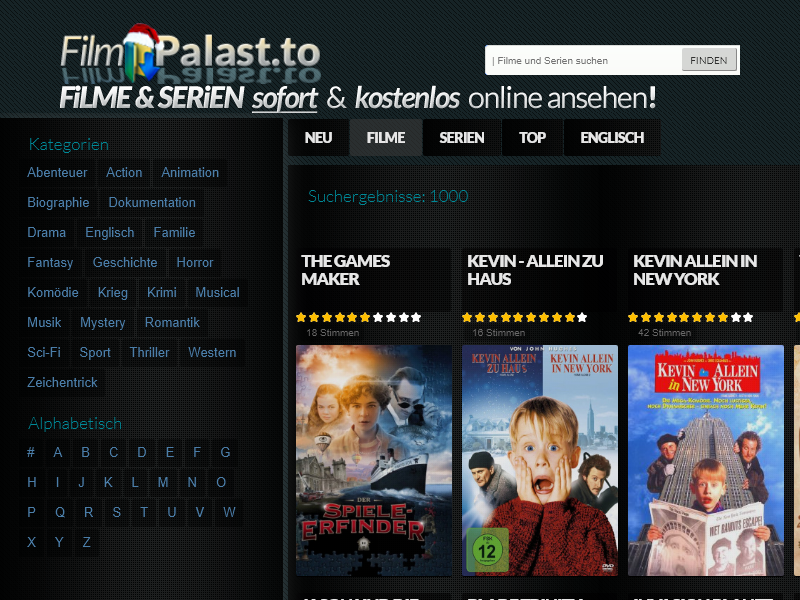 FilmPalast.to
| Filme und Serien suchen
FINDEN
FiLME & SERiEN sofort & kostenlos online ansehen!
NEU FILME SERIEN TOP ENGLISCH
Kategorien
Abenteuer Action Animation
Biographie Dokumentation
Drama Englisch Familie
Fantasy Geschichte Horror
Komödie Krieg Krimi Musical
Musik Mystery Romantik
Sci-Fi Sport Thriller Western
Zeichentrick
Alphabetisch
# A B C D E F G
H I J K L M N O
P Q R S T U V W
X Y Z
Suchergebnisse: 1000
THE GAMES
MAKER
18 Stimmen
DER
SPIELE-
ERFINDER
KEVIN - ALLEIN ZU
HAUS
16 Stimmen
VON JOHN HUGHES
KEVIN ALLEIN
ZU HAUS
KEVIN ALLEIN
IN NEW YORK
FSK
12
DVD
KEVIN ALLEIN IN
NEW YORK
42 Stimmen
KEVIN ALLEIN
in NEW YORK